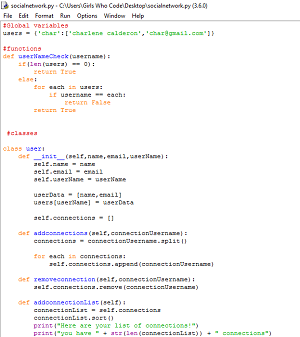 socialnetwork.py - C:\Users\Girls Who Code\Desktop\socialnetwork.py (3.6.0)
File Edit Format Run Options Window Help
#Global variables
users = {'char':['charlene calderon','char@gmail.com']}
#functions
def userNameCheck(username):
    if(len(users) == 0):
        return True
    else:
        for each in users:
            if username == each:
                return False
        return True
#classes
class user:
    def __init__(self,name,email,userName):
        self.name = name
        self.email = email
        self.userName = userName
        userData = [name,email]
        users[userName] = userData
        self.connections = []
    def addconnections(self,connectionUsername):
        connections = connectionUsername.split()
        for each in connections:
            self.connections.append(connectionUsername)
    def removeconnection(self,connectionUsername):
        self.connections.remove(connectionUsername)
    def addconnectionList(self):
        connectionList = self.connections
        connectionList.sort()
        print("Here are your list of connections!")
        print("you have " + str(len(connectionList)) + " connections")